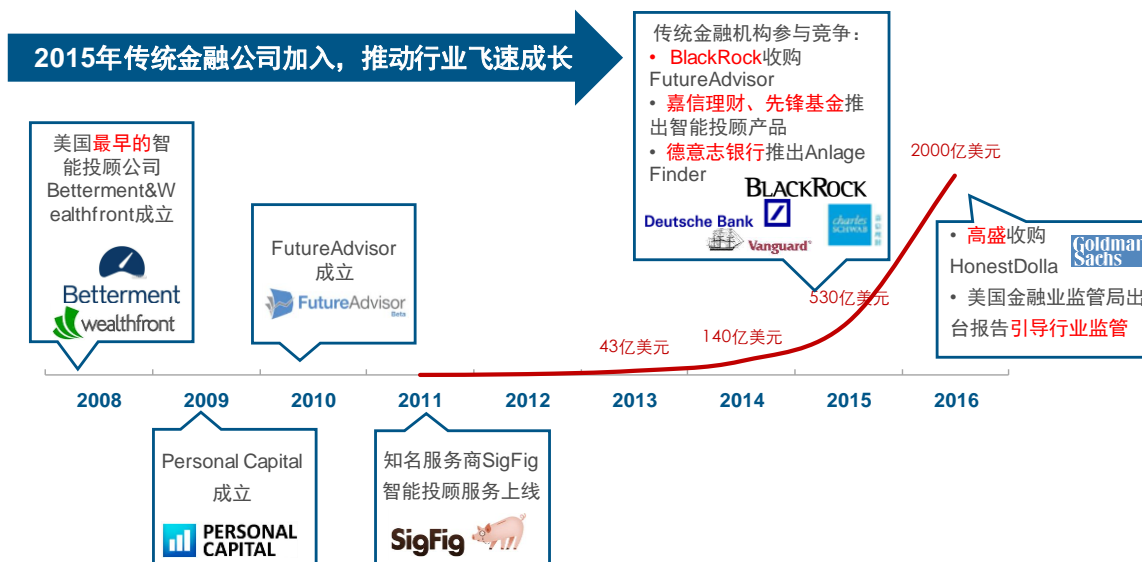 2015年传统金融公司加入，推动行业飞速成长
传统金融机构参与竞争：
• BlackRock收购
FutureAdvisor
• 嘉信理财、先锋基金推
出智能投顾产品
• 德意志银行推出Anlage
Finder
BLACKROCK
Deutsche Bank
Vanguard
charles
SCHWAB
美国最早的智
能投顾公司
Betterment&W
ealthfront成立
Betterment
wealthfront
FutureAdvisor
成立
FutureAdvisor
Beta
43亿美元
140亿美元
530亿美元
2000亿美元
• 高盛收购
HonestDolla
Goldman
Sachs
• 美国金融业监管局出
台报告引导行业监管
2008 2009 2010 2011 2012 2013 2014 2015 2016
Personal Capital
成立
PERSONAL
CAPITAL
知名服务商SigFig
智能投顾服务上线
SigFig